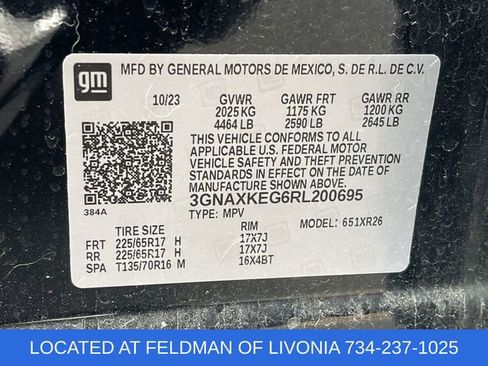 gm
MFD BY GENERAL MOTORS DE MEXICO, S. DE R.L. DE C.V.
10/23 GVWR GAWR FRT GAWR RR
2025 KG 1175 KG 1200 KG
4464 LB 2590 LB 2645 LB
THIS VEHICLE CONFORMS TO ALL
APPLICABLE U.S. FEDERAL MOTOR
VEHICLE SAFETY AND THEFT PREVENTION
STANDARDS IN EFFECT ON THE DATE OF
MANUFACTURE SHOWN ABOVE.
384A
3GNAXKEG6RL200695
TYPE: MPV MODEL: 651XR26
TIRE SIZE RIM
FRT 225/65R17 H 17X7J
RR 225/65R17 H 17X7J
SPA T135/70R16 M 16X4BT
LOCATED AT FELDMAN OF LIVONIA 734-237-1025